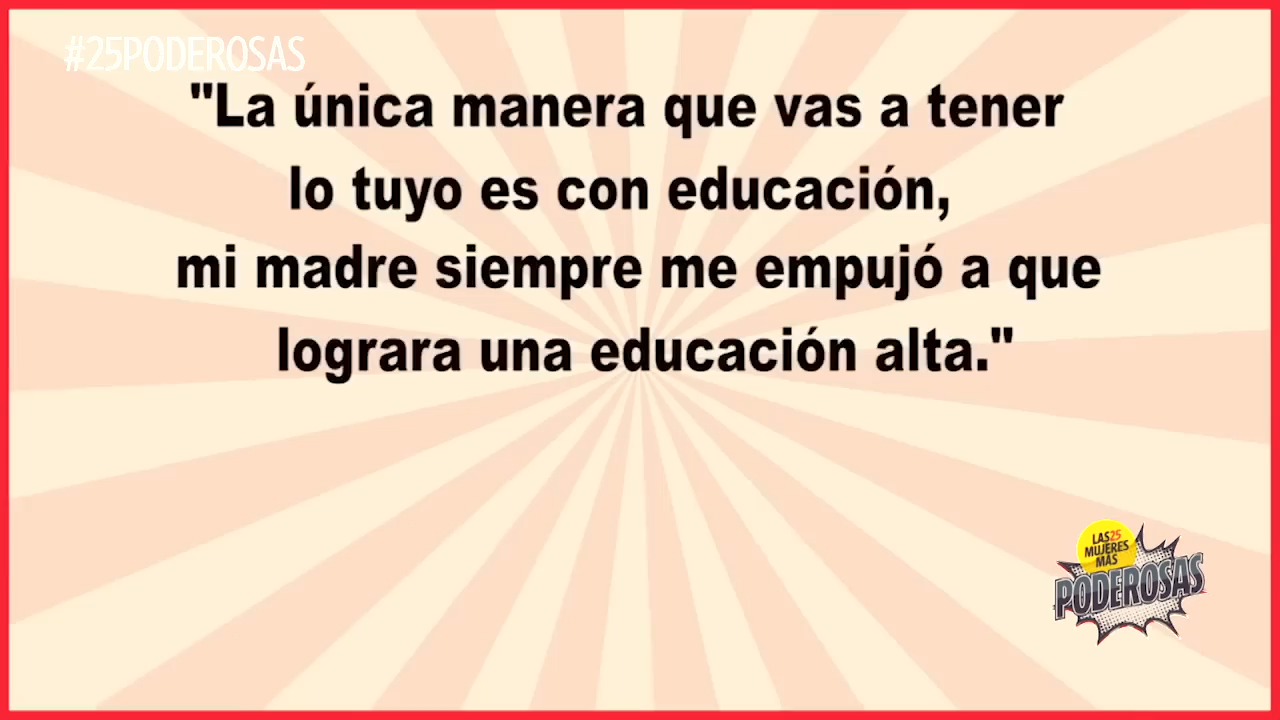 #25PODEROSAS
"La única manera que vas a tener
lo tuyo es con educación,
mi madre siempre me empujó a que
lograra una educación alta."
LAS 25
MUJERES
MÁS
PODEROSAS